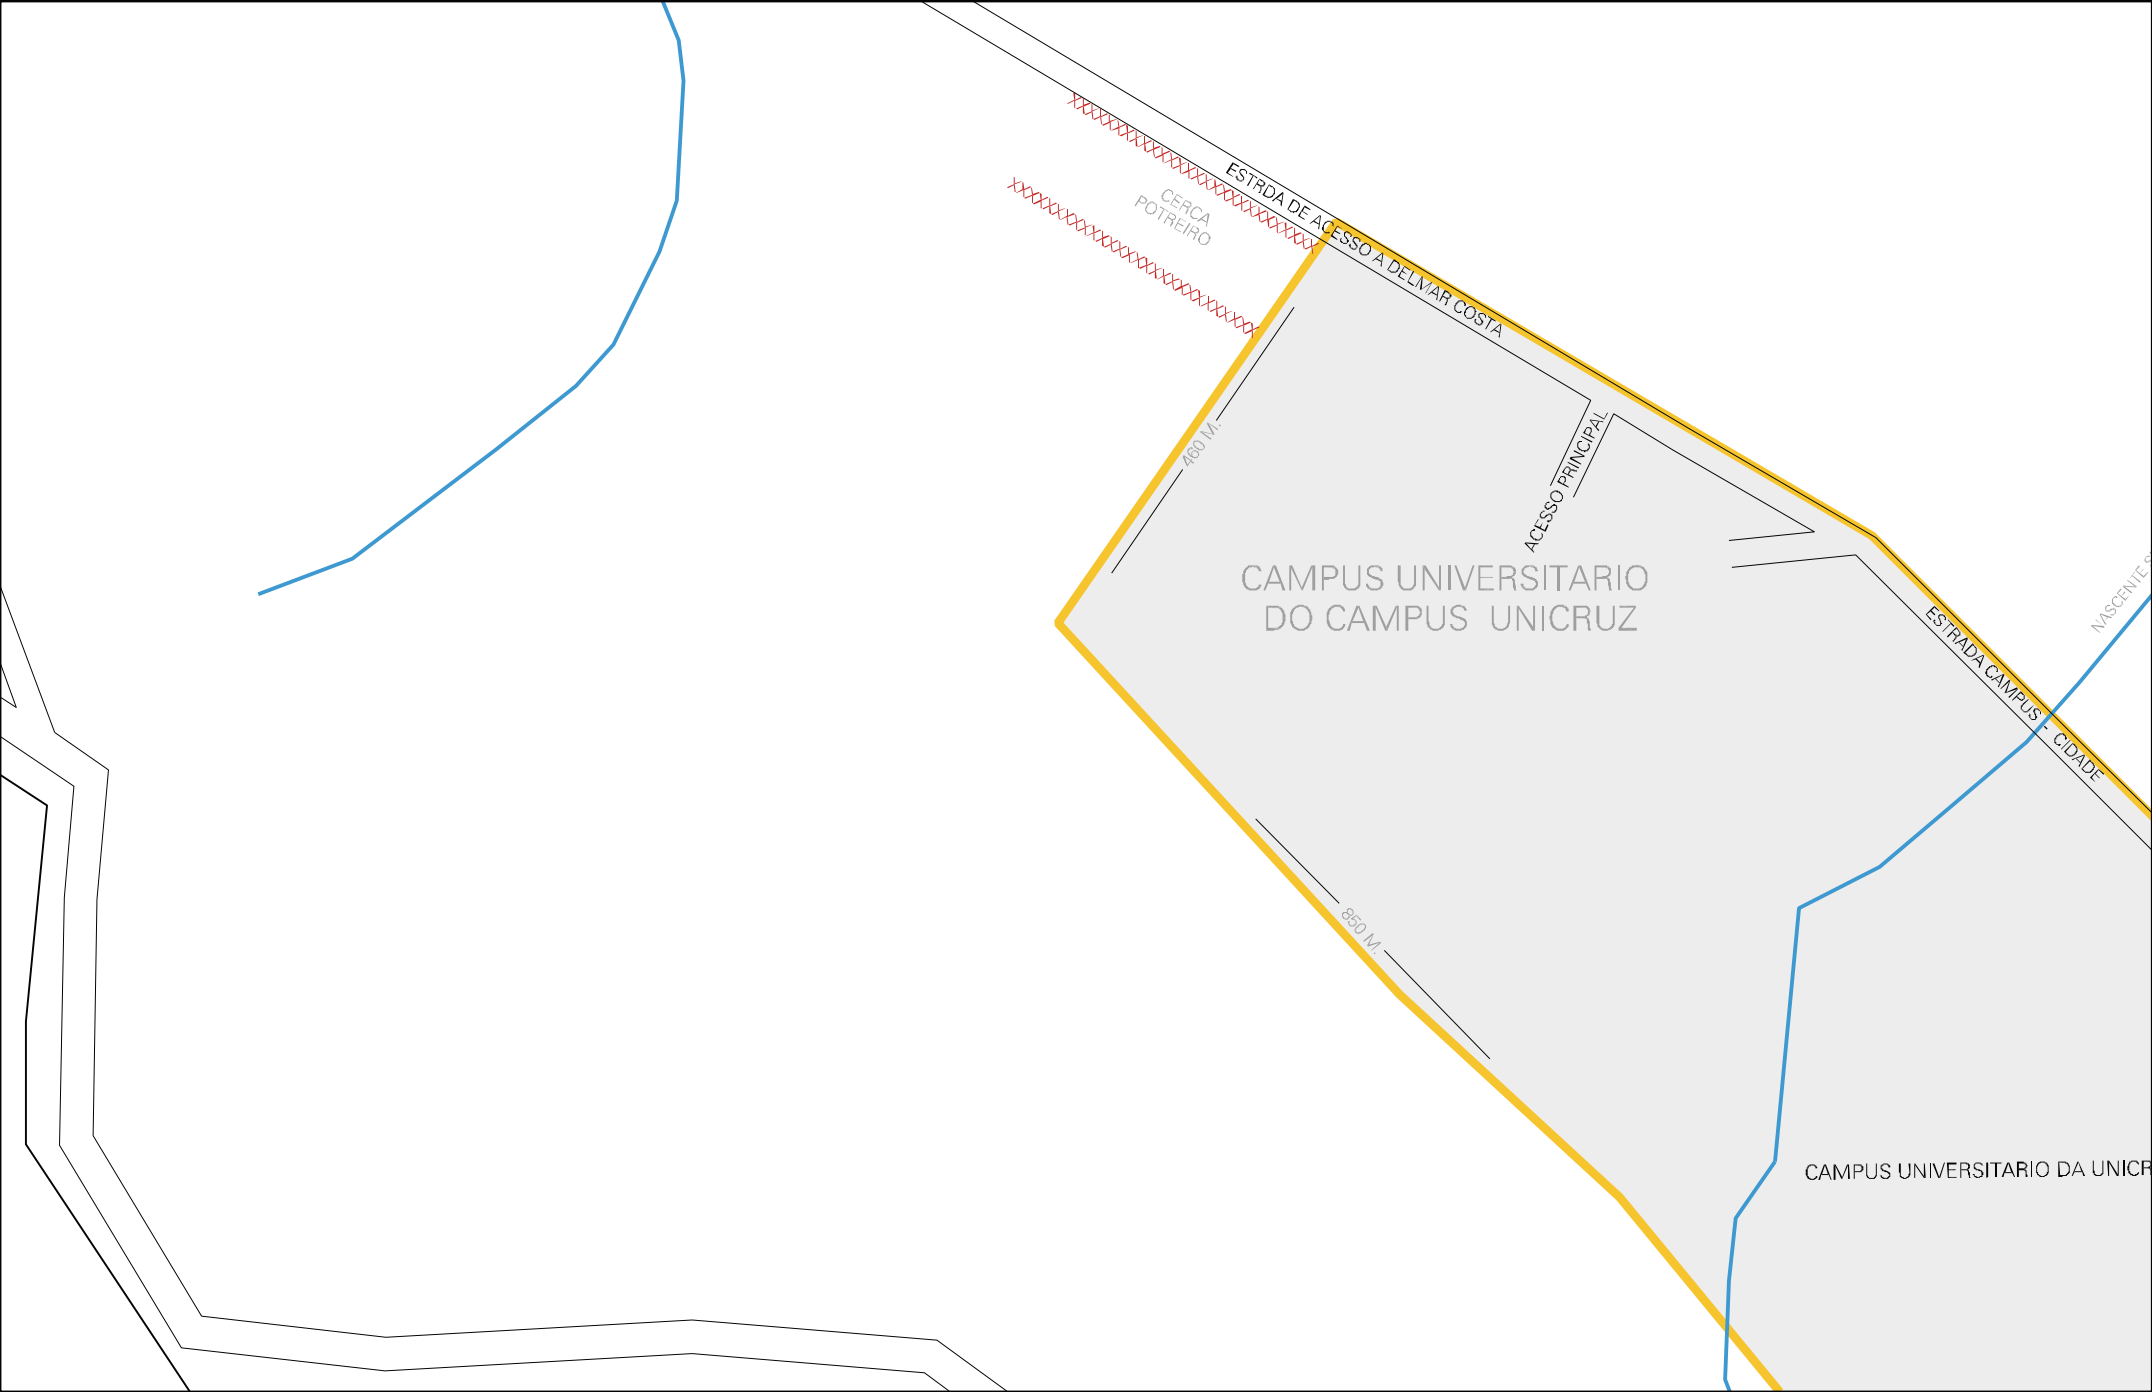 ESTRDA DE ACESSO A DELMAR COSTA
CERCA
POTREIRO
460 M.
ACESSO PRINCIPAL
CAMPUS UNIVERSITARIO
DO CAMPUS UNICRUZ
NASCENTE
ESTRADA CAMPUS - CIDADE
850 M.
CAMPUS UNIVERSITARIO DA UNICR